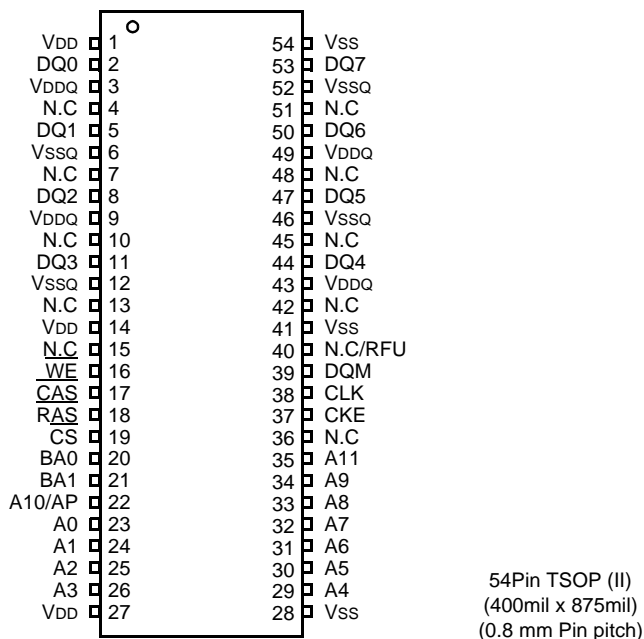 VDD 1 54 VSS
DQ0 2 53 DQ7
VDDQ 3 52 VSSQ
N.C 4 51 N.C
DQ1 5 50 DQ6
VSSQ 6 49 VDDQ
N.C 7 48 N.C
DQ2 8 47 DQ5
VDDQ 9 46 VSSQ
N.C 10 45 N.C
DQ3 11 44 DQ4
VSSQ 12 43 VDDQ
N.C 13 42 N.C
VDD 14 41 VSS
N.C 15 40 N.C/RFU
WE 16 39 DQM
CAS 17 38 CLK
RAS 18 37 CKE
CS 19 36 N.C
BA0 20 35 A11
BA1 21 34 A9
A10/AP 22 33 A8
A0 23 32 A7
A1 24 31 A6
A2 25 30 A5
A3 26 29 A4
VDD 27 28 VSS
54Pin TSOP (II)
(400mil x 875mil)
(0.8 mm Pin pitch)